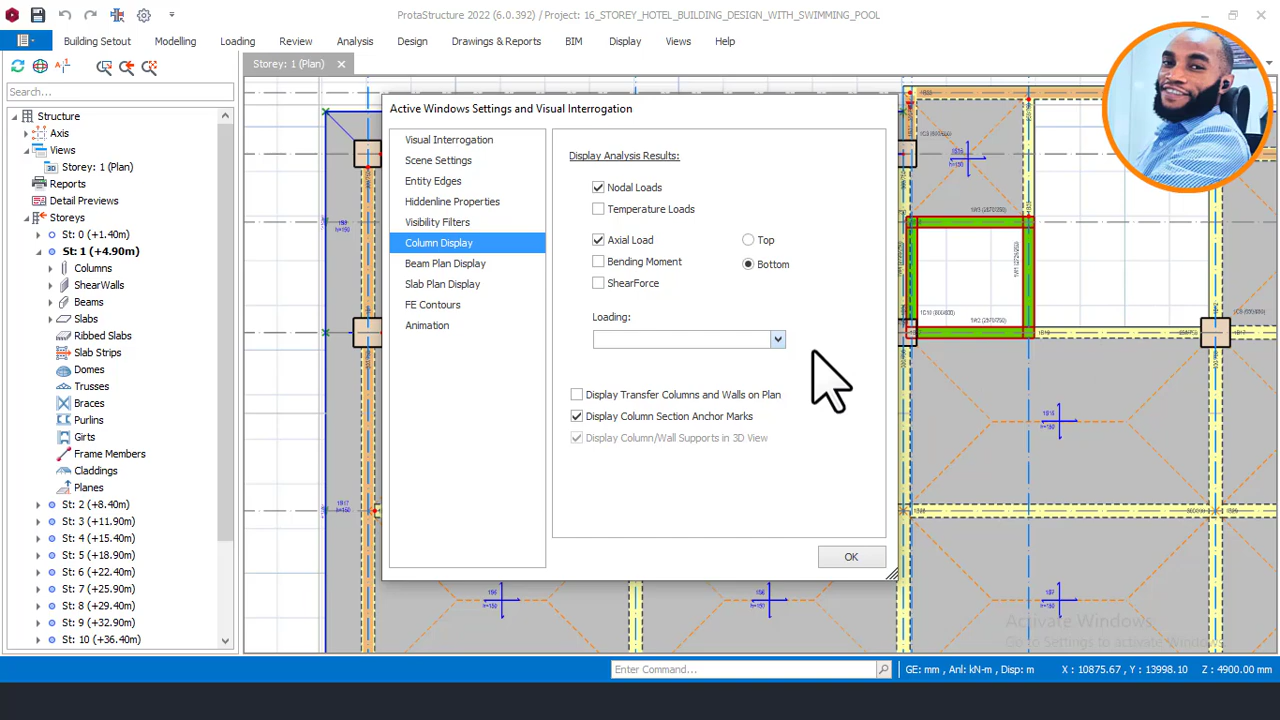 ProtaStructure 2022 (6.0.392) / Project: 16_STOREY_HOTEL_BUILDING_DESIGN_WITH_SWIMMING_POOL
Building Setout Modelling Loading Review Analysis Design Drawings & Reports BIM Display Views Help
Storey: 1 (Plan)
Search...
Structure
Axis
Views
Storey: 1 (Plan)
Reports
Detail Previews
Storeys
St: 0 (+1.40m)
St: 1 (+4.90m)
Columns
ShearWalls
Beams
Slabs
Ribbed Slabs
Slab Strips
Domes
Trusses
Braces
Purlin
Girts
Frame Members
Claddings
Planes
St: 2 (+8.40m)
St: 3 (+11.90m)
St: 4 (+15.40m)
St: 5 (+18.90m)
St: 6 (+22.40m)
St: 7 (+25.90m)
St: 8 (+29.40m)
St: 9 (+32.90m)
St: 10 (+36.40m)
Active Windows Settings and Visual Interrogation
Visual Interrogation
Scene Settings
Entity Edges
Hiddenline Properties
Visibility Filters
Column Display
Beam Plan Display
Slab Plan Display
FE Contours
Animation
Display Analysis Results:
Nodal Loads
Temperature Loads
Axial Load
Top
Bending Moment
Bottom
ShearForce
Loading:
Display Transfer Columns and Walls on Plan
Display Column Section Anchor Marks
Display Column/Wall Supports in 3D View
OK
Activate Windows
Go to Settings to activate Windows.
Enter Command...
GE: mm, Anl: kN-m, Disp: m
X : 10875.67 , Y : 13998.10
Z : 4900.00 mm